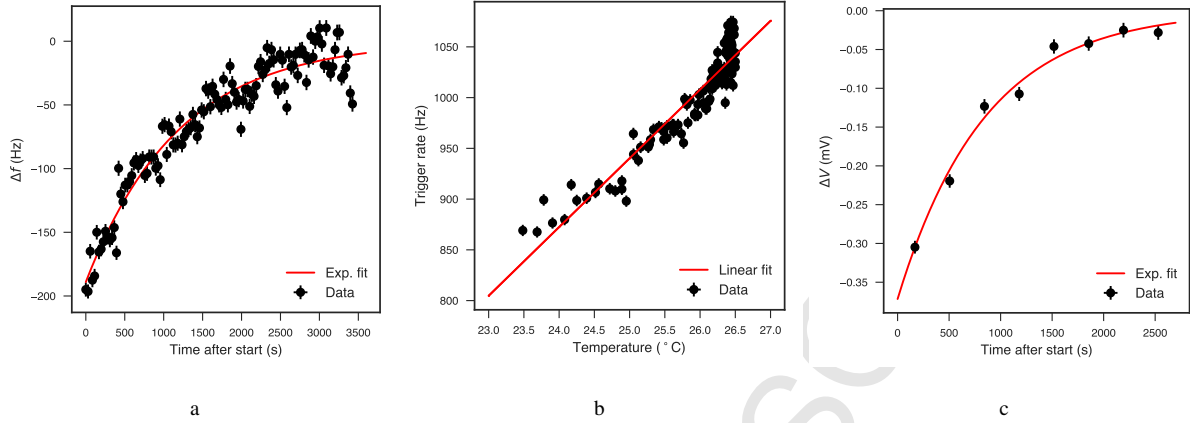 0
−50
−100
−150
−200
Δf (Hz)
Exp. fit
Data
0 500 1000 1500 2000 2500 3000 3500
Time after start (s)
a
1050
1000
950
900
850
800
Trigger rate (Hz)
Linear fit
Data
23.0 23.5 24.0 24.5 25.0 25.5 26.0 26.5 27.0
Temperature (°C)
b
0.00
−0.05
−0.10
−0.15
−0.20
−0.25
−0.30
−0.35
ΔV (mV)
Exp. fit
Data
0 500 1000 1500 2000 2500
Time after start (s)
c